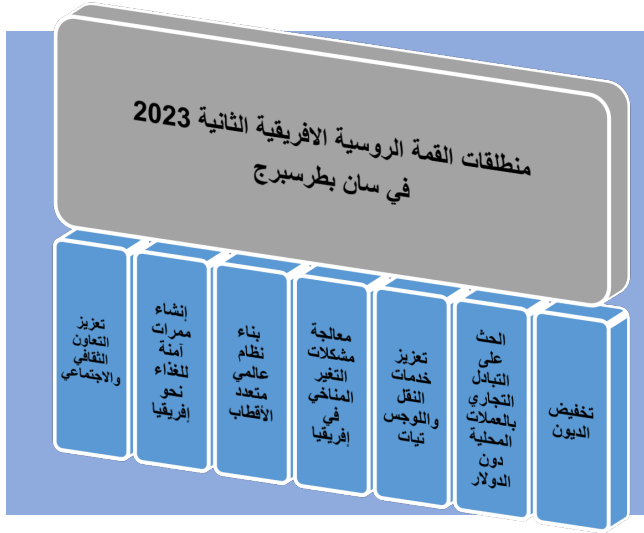 منطلقات القمة الروسية الافريقية الثانية 2023
في سان بطرسبرج
تخفيض
الديون
الحث
على
التبادل
التجاري
بالعملات
المحلية
دون
الدولار
تعزيز
خدمات
النقل
واللوجس
تيات
معالجة
مشكلات
التغير
المناخي
في
إفريقيا
بناء
نظام
عالمي
متعدد
الأقطاب
إنشاء
ممرات
آمنة
للغذاء
نحو
إفريقيا
تعزيز
التعاون
الثقافي
والاجتماعي